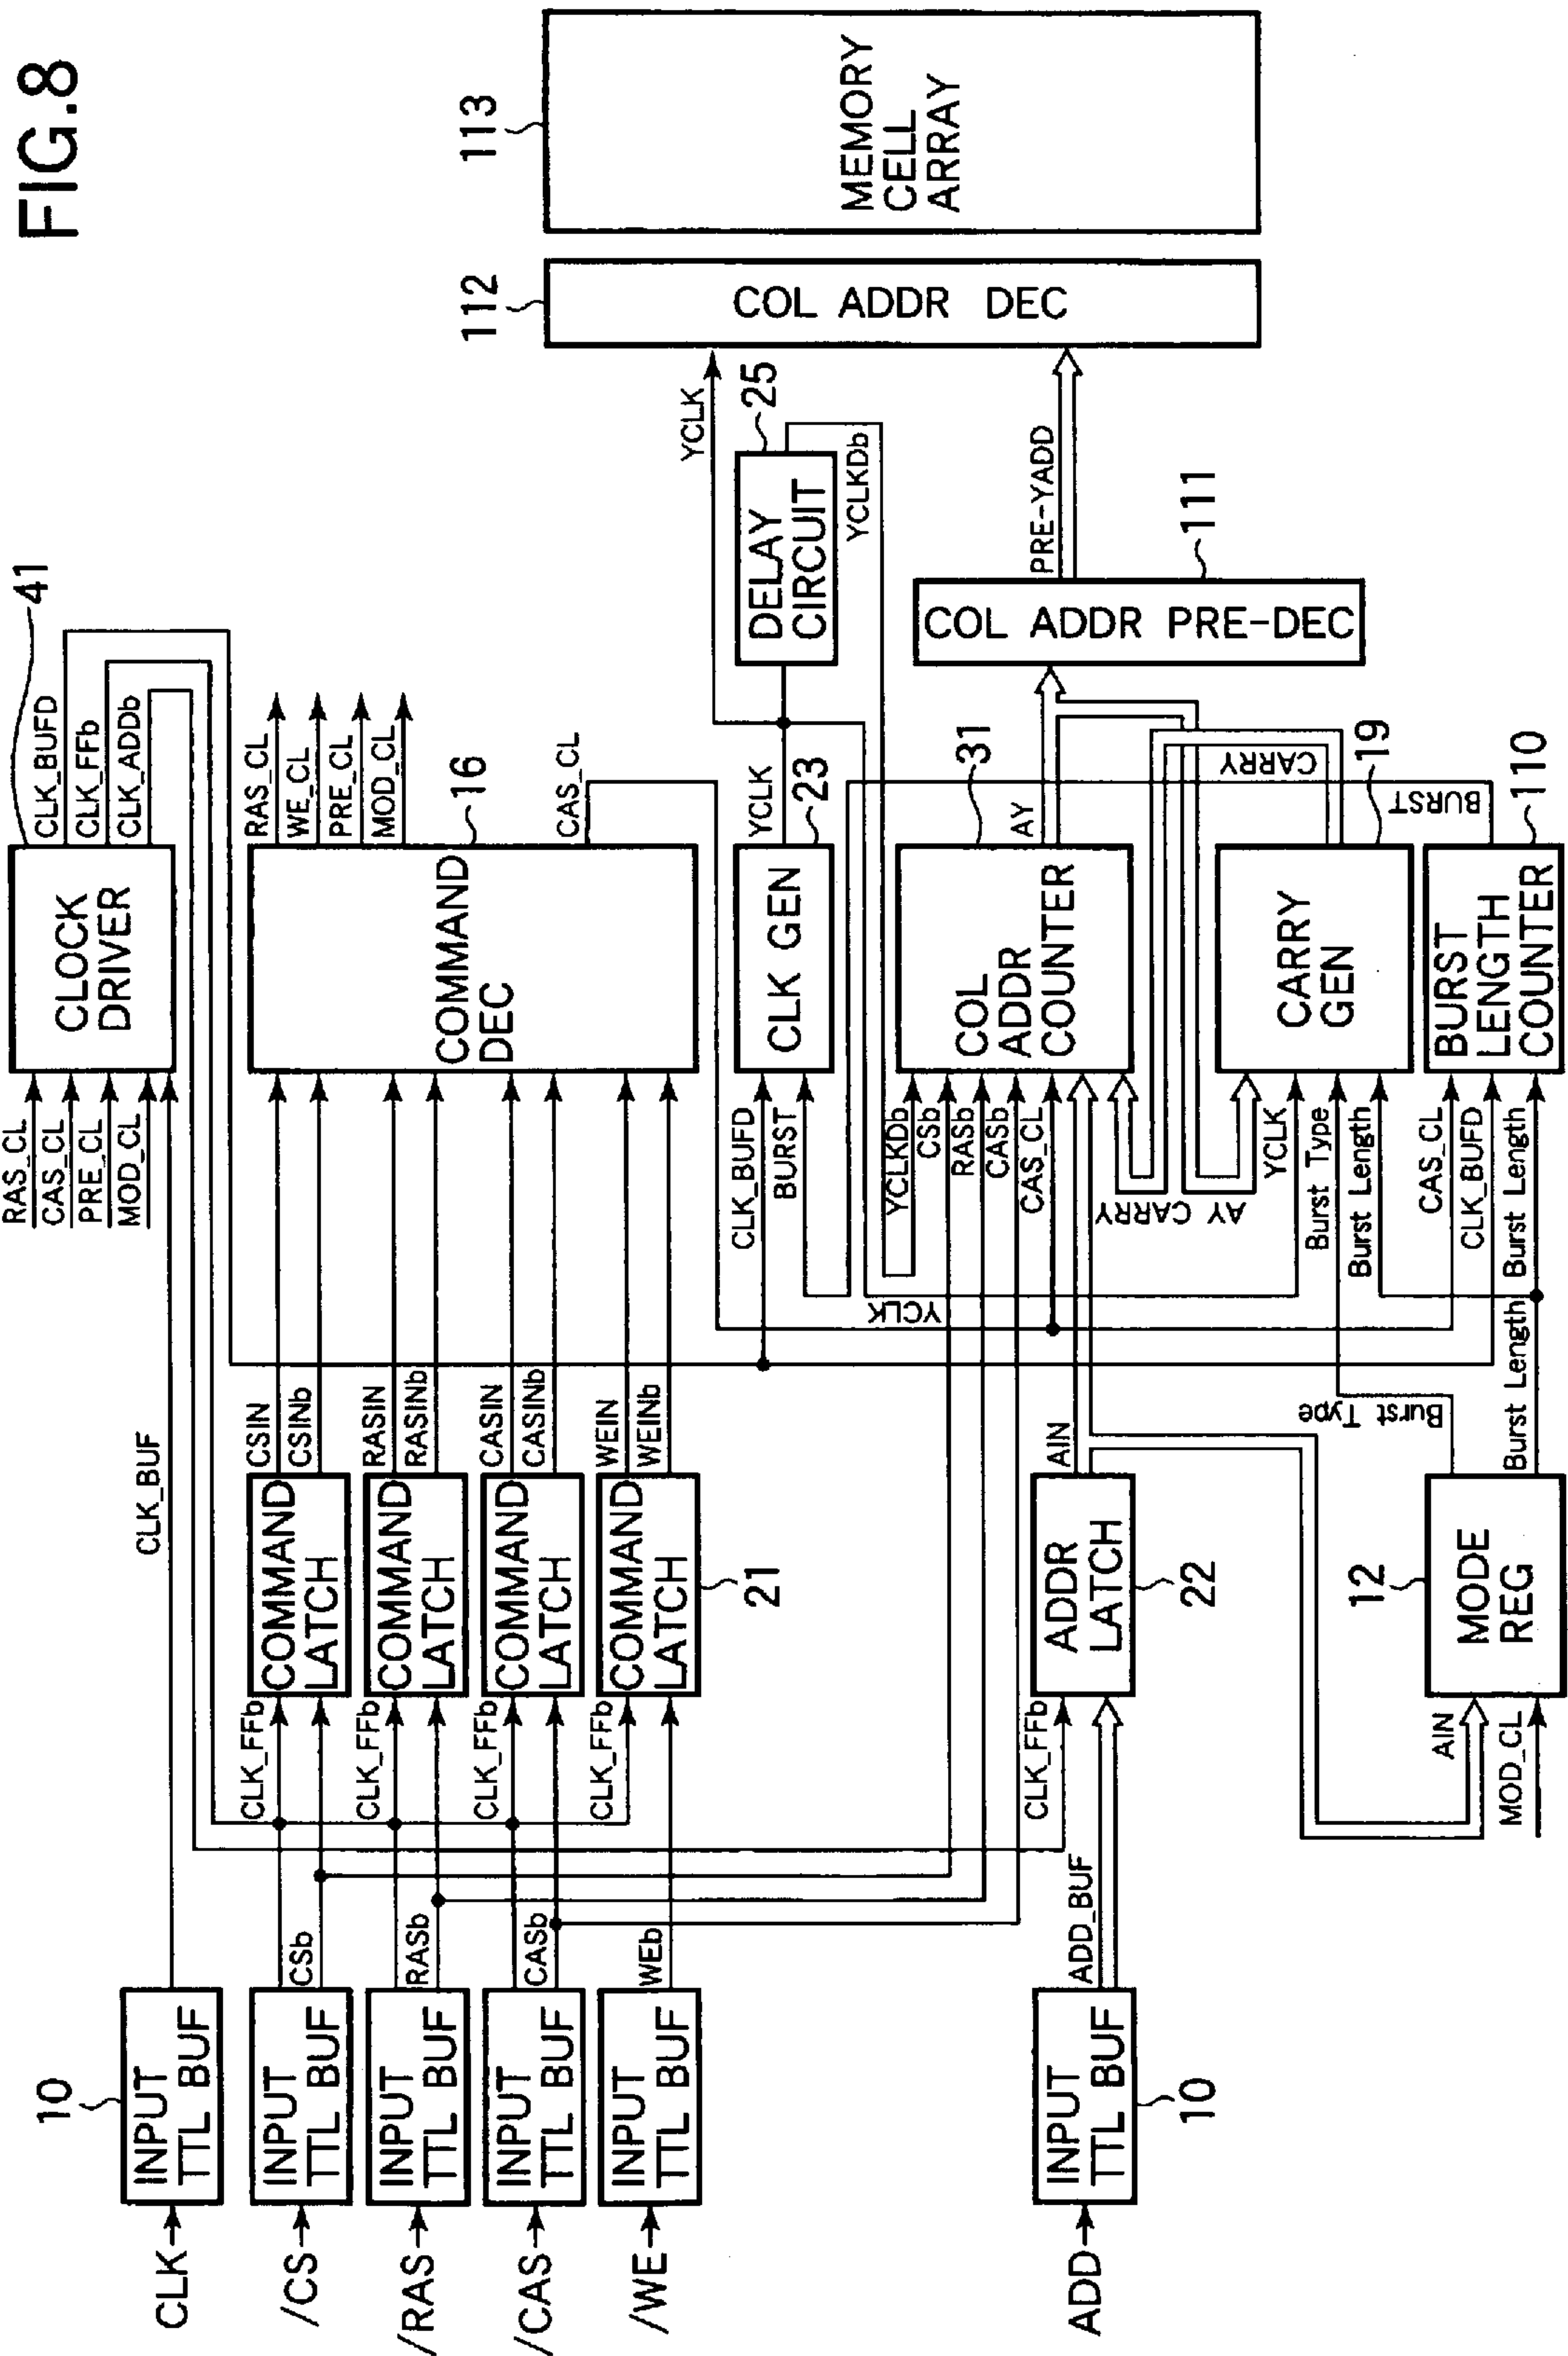 FIG.8
41
CLOCK
DRIVER
RAS_CL
CAS_CL
PRE_CL
MOD_CL
CLK_BUFD
CLK_FFb
CLK_ADDb
CLK
10
INPUT
TTL BUF
CLK_BUF
/CS
INPUT
TTL BUF
CSb
CLK_FFb
COMMAND
LATCH
CSIN
CSINb
/RAS
INPUT
TTL BUF
RASb
CLK_FFb
COMMAND
LATCH
RASIN
RASINb
/CAS
INPUT
TTL BUF
CASb
CLK_FFb
COMMAND
LATCH
CASIN
CASINb
/WE
INPUT
TTL BUF
WEb
CLK_FFb
COMMAND
LATCH
21
WEIN
WEINb
COMMAND
DEC
16
RAS_CL
WE_CL
PRE_CL
MOD_CL
CAS_CL
CLK_BUFD
BURST
CLK GEN
23
YCLK
YCLK
DELAY
CIRCUIT
25
YCLKDb
YCLK
YCLKDb
CSb
RASb
CASb
CAS_CL
COL
ADDR
COUNTER
31
AY
ADD
INPUT
TTL BUF
10
ADD_BUF
CLK_FFb
ADDR
LATCH
22
AIN
CARRY
AY CARRY
COL ADDR PRE-DEC
111
PRE-YADD
COL ADDR DEC
112
MEMORY
CELL
ARRAY
113
YCLK
Burst Type
Burst Length
CARRY
GEN
19
BURST
AIN
MOD_CL
MODE
REG
12
Burst Type
Burst Length
CAS_CL
CLK_BUFD
Burst Length
BURST
LENGTH
COUNTER
110